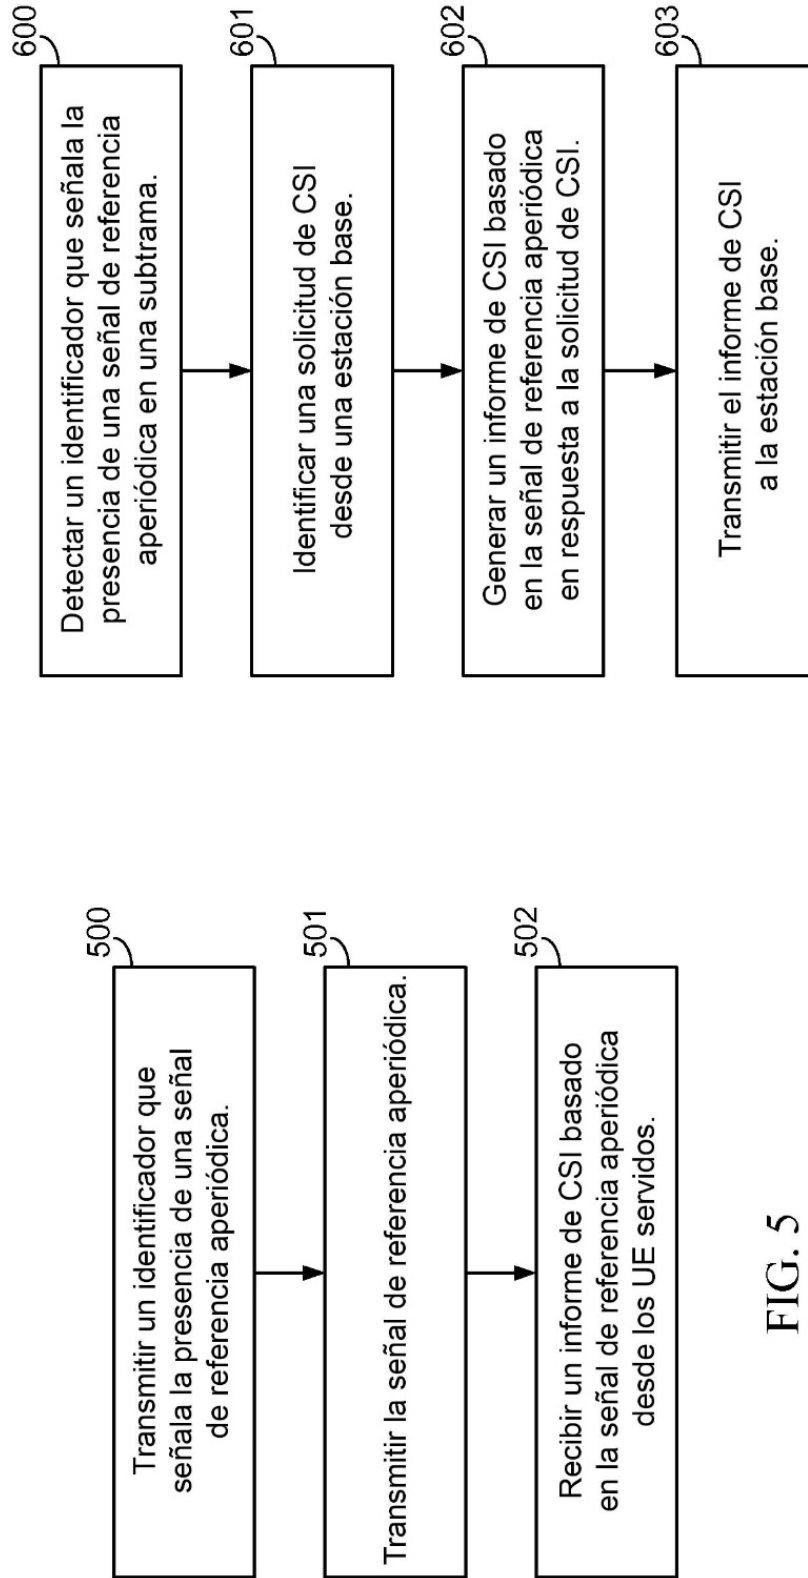 500
Transmitir un identificador que
señala la presencia de una señal
de referencia aperiódica.
501
Transmitir la señal de referencia aperiódica.
502
Recibir un informe de CSI basado
en la señal de referencia aperiódica
desde los UE servidos.
FIG. 5
600
Detectar un identificador que señala la
presencia de una señal de referencia
aperiódica en una subtrama.
601
Identificar una solicitud de CSI
desde una estación base.
602
Generar un informe de CSI basado
en la señal de referencia aperiódica
en respuesta a la solicitud de CSI.
603
Transmitir el informe de CSI
a la estación base.